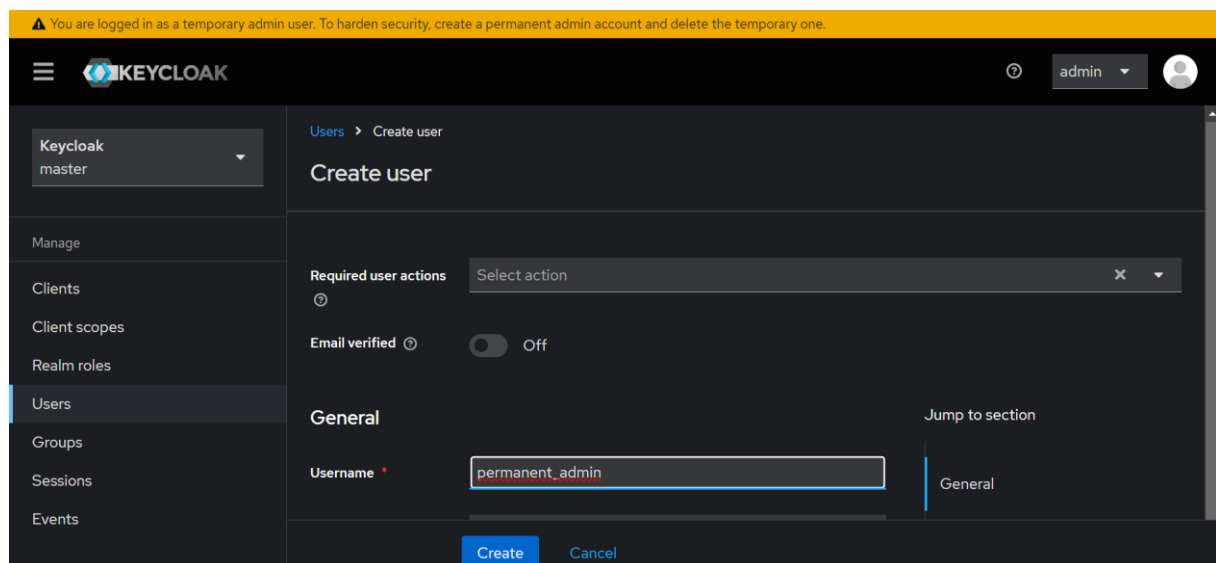 You are logged in as a temporary admin user. To harden security, create a permanent admin account and delete the temporary one.
KEYCLOAK
admin
Keycloak
master
Manage
Clients
Client scopes
Realm roles
Users
Groups
Sessions
Events
Users > Create user
Create user
Required user actions
Select action
Email verified
Off
General
Username *
permanent_admin
Jump to section
General
Create
Cancel